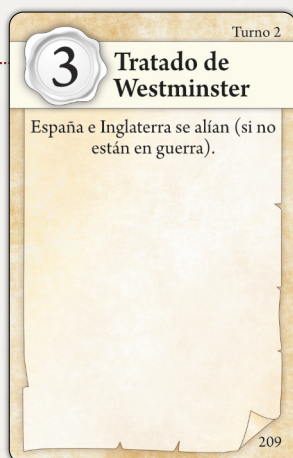 Turno 2
3
Tratado de
Westminster
España e Inglaterra se alían (si no
están en guerra).
209